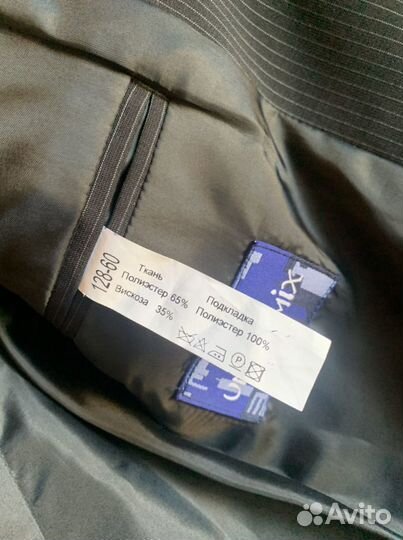 128-60
Ткань
Полиэстер 65%
Вискоза 35%
Подкладка
Полиэстер 100%
P
mix
Avito